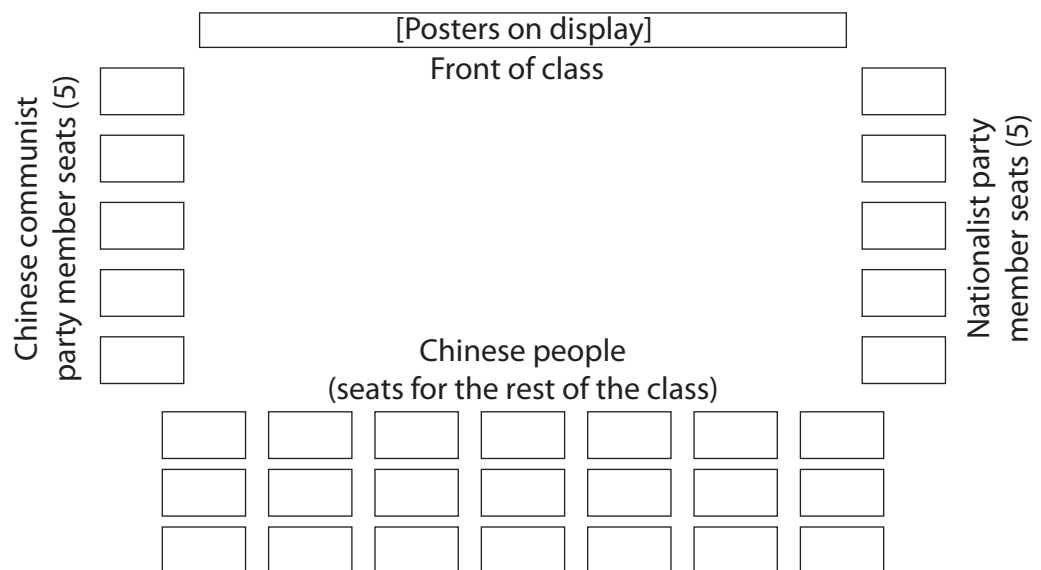 [Posters on display]
Front of class
Chinese communist
party member seats (5)
Nationalist party
member seats (5)
Chinese people
(seats for the rest of the class)